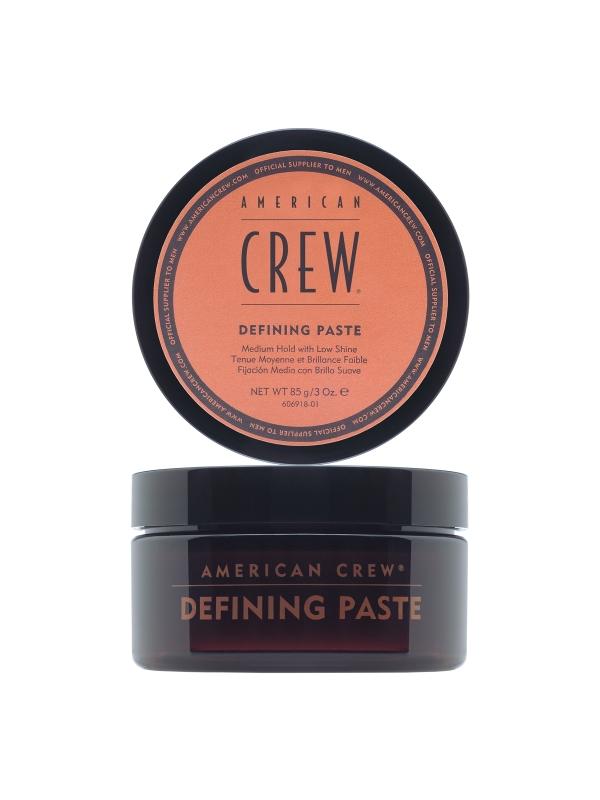 OFFICIAL SUPPLIER TO MEN WWW.AMERICANCREW.COM OFFICIAL SUPPLIER TO MEN WWW.AMERICANCREW.COM OFFICIAL SUPPLIER TO MEN WWW.AMERICANCREW.COM
AMERICAN
CREW®
DEFINING PASTE
Medium Hold with Low Shine
Tenue Moyenne et Brillance Faible
Fijación Media con Brillo Suave
NET WT 85 g/3 Oz. ℮
606918-01
AMERICAN CREW®
DEFINING PASTE